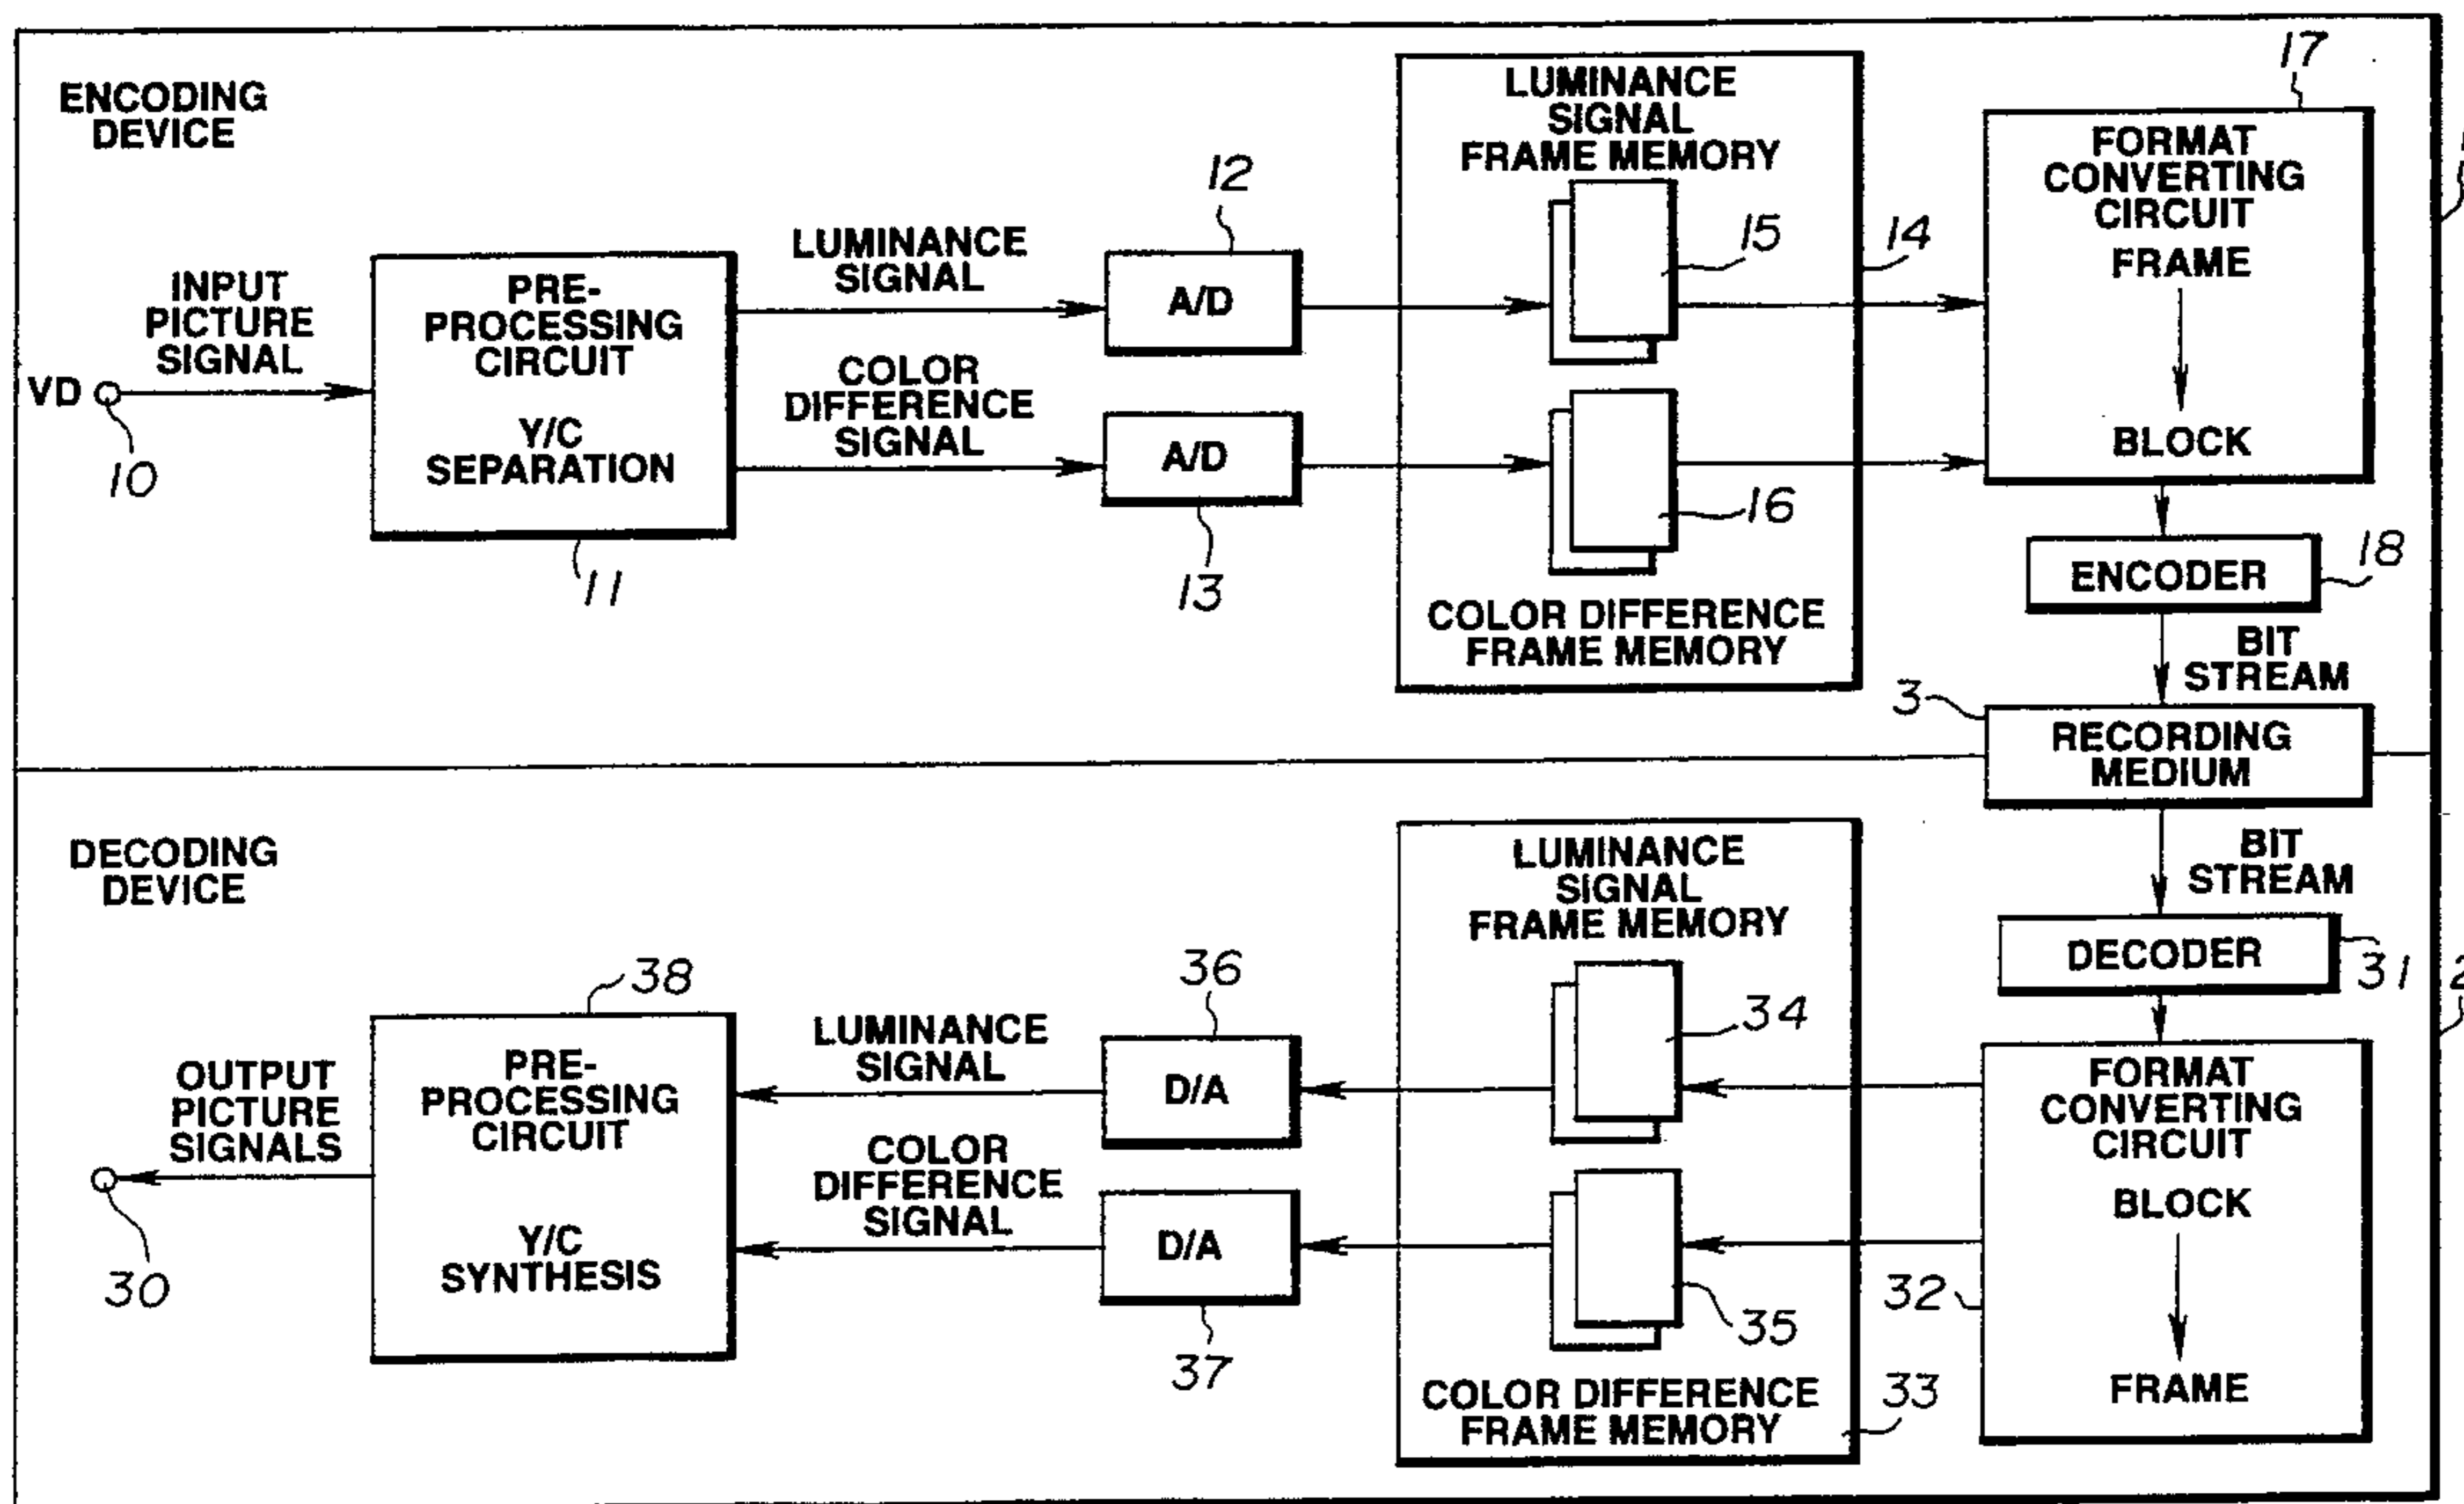 ENCODING
DEVICE
VD
10
INPUT
PICTURE
SIGNAL
PRE-
PROCESSING
CIRCUIT
Y/C
SEPARATION
11
LUMINANCE
SIGNAL
COLOR
DIFFERENCE
SIGNAL
12
A/D
A/D
13
LUMINANCE
SIGNAL
FRAME MEMORY
15
14
16
COLOR DIFFERENCE
FRAME MEMORY
17
FORMAT
CONVERTING
CIRCUIT
FRAME
BLOCK
ENCODER
18
BIT
STREAM
3
RECORDING
MEDIUM
DECODING
DEVICE
BIT
STREAM
DECODER
31
2
FORMAT
CONVERTING
CIRCUIT
BLOCK
FRAME
32
LUMINANCE
SIGNAL
FRAME MEMORY
34
35
COLOR DIFFERENCE
FRAME MEMORY
33
36
D/A
D/A
37
LUMINANCE
SIGNAL
COLOR
DIFFERENCE
SIGNAL
38
PRE-
PROCESSING
CIRCUIT
Y/C
SYNTHESIS
OUTPUT
PICTURE
SIGNALS
30